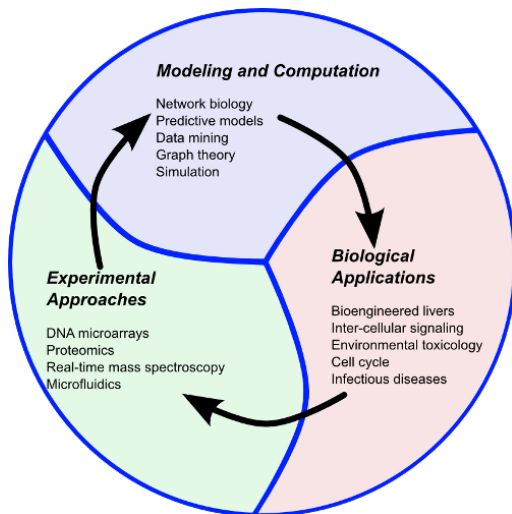 Modeling and Computation
Network biology
Predictive models
Data mining
Graph theory
Simulation
Biological
Applications
Bioengineered livers
Inter-cellular signaling
Environmental toxicology
Cell cycle
Infectious diseases
Experimental
Approaches
DNA microarrays
Proteomics
Real-time mass spectroscopy
Microfluidics